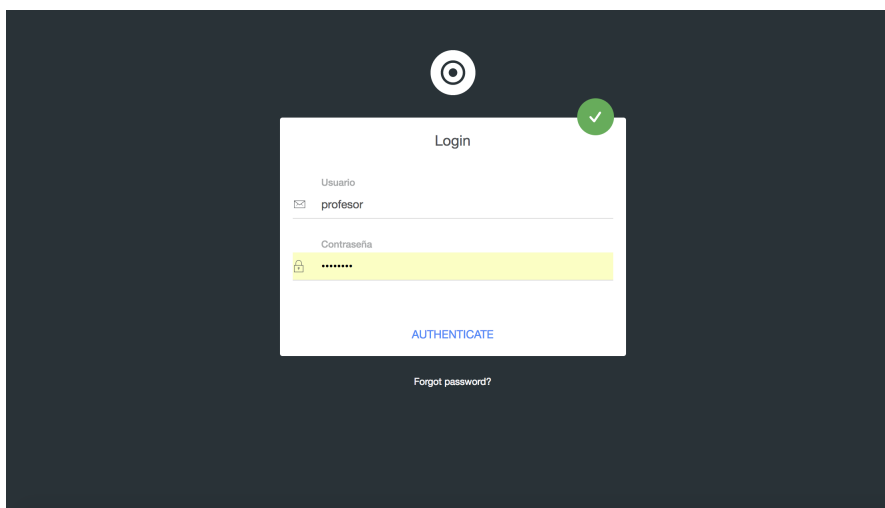 Login
Usuario
profesor
Contraseña
••••••••
AUTHENTICATE
Forgot password?